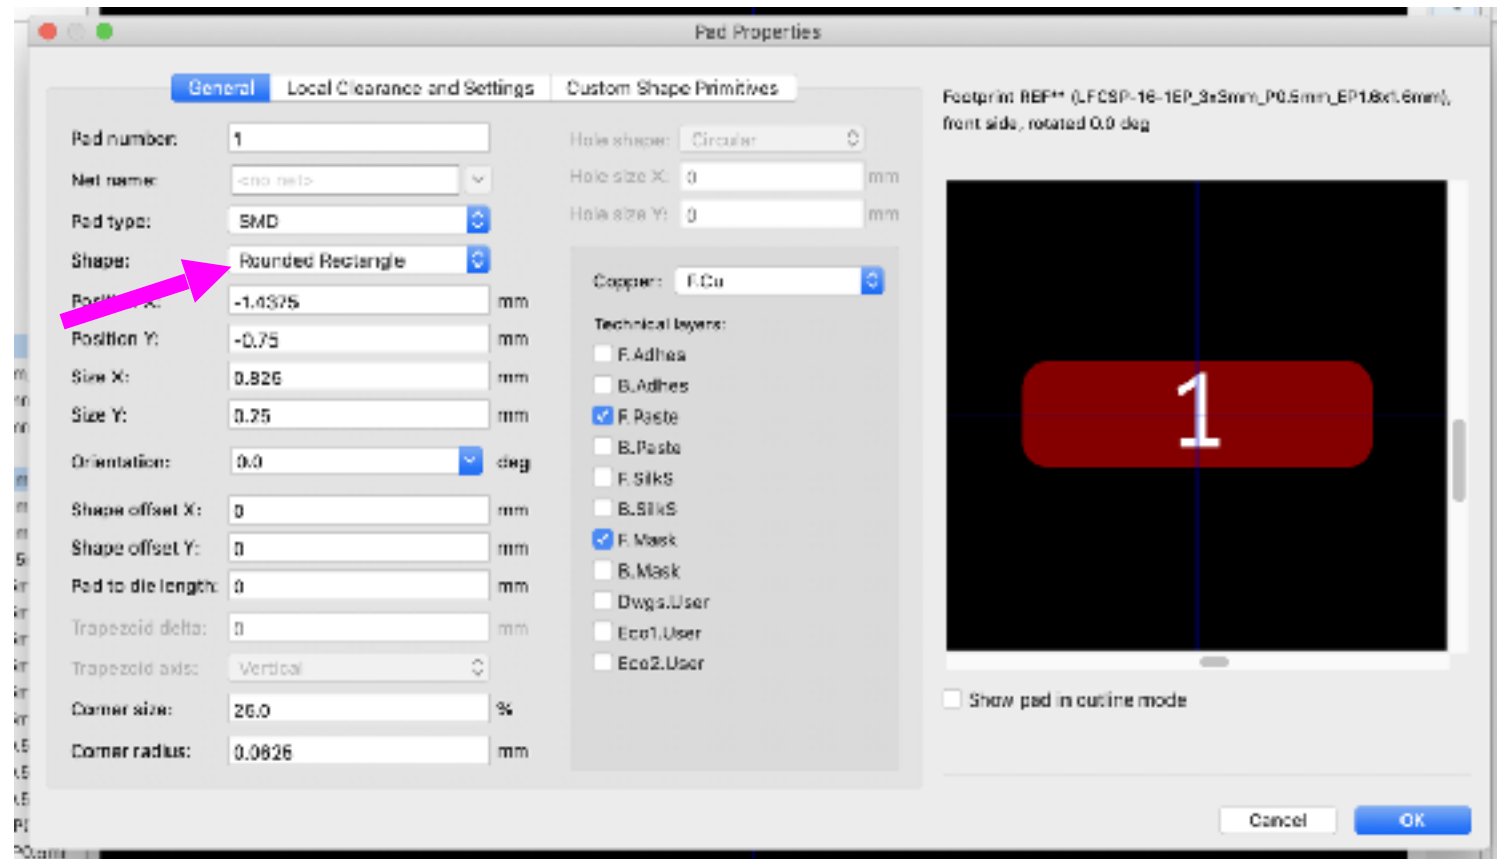 Pad Properties
General
Local Clearance and Settings
Custom Shape Primitives
Pad number: 1
Net name: <no net>
Pad type: SMD
Shape: Rounded Rectangle
-1.4375 mm
Position Y: -0.75 mm
Size X: 0.825 mm
Size Y: 0.25 mm
Orientation: 0.0 deg
Shape offset X: 0 mm
Shape offset Y: 0 mm
Pad to die length: 0 mm
Trapezoid delta: 0 mm
Trapezoid axis: Vertical
Corner size: 25.0 %
Corner radius: 0.0625 mm
Hole shape: Circular
Hole size X: 0 mm
Hole size Y: 0 mm
Copper: F.Cu
Technical layers:
F.Adhes
B.Adhes
F.Paste
B.Paste
F.SilkS
B.SilkS
F.Mask
B.Mask
Dwgs.User
Eco1.User
Eco2.User
Footprint REF** (LFCSP-16-1EP_3x3mm_P0.5mm_EP1.6x1.6mm),
front side, rotated 0.0 deg
1
Show pad in outline mode
Cancel
OK